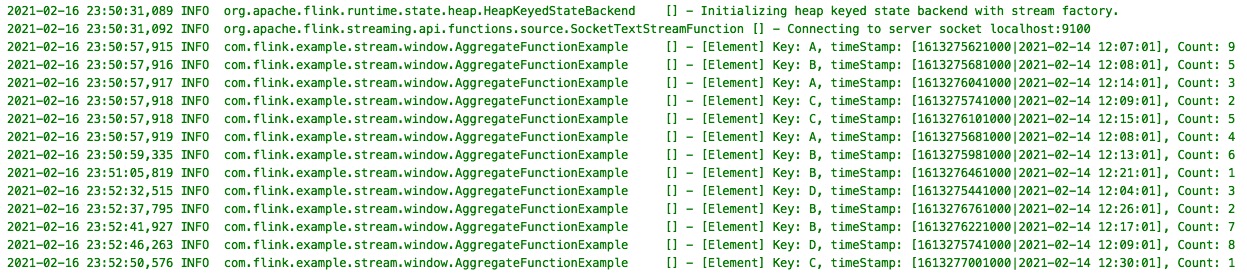 2021-02-16 23:50:31,089 INFO  org.apache.flink.runtime.state.heap.HeapKeyedStateBackend    [] - Initializing heap keyed state backend with stream factory.
2021-02-16 23:50:31,092 INFO  org.apache.flink.streaming.api.functions.source.SocketTextStreamFunction [] - Connecting to server socket localhost:9100
2021-02-16 23:50:57,915 INFO  com.flink.example.stream.window.AggregateFunctionExample     [] - [Element] Key: A, timeStamp: [1613275621000|2021-02-14 12:07:01], Count: 9
2021-02-16 23:50:57,916 INFO  com.flink.example.stream.window.AggregateFunctionExample     [] - [Element] Key: B, timeStamp: [1613275681000|2021-02-14 12:08:01], Count: 5
2021-02-16 23:50:57,917 INFO  com.flink.example.stream.window.AggregateFunctionExample     [] - [Element] Key: A, timeStamp: [1613276041000|2021-02-14 12:14:01], Count: 3
2021-02-16 23:50:57,918 INFO  com.flink.example.stream.window.AggregateFunctionExample     [] - [Element] Key: C, timeStamp: [1613275741000|2021-02-14 12:09:01], Count: 2
2021-02-16 23:50:57,918 INFO  com.flink.example.stream.window.AggregateFunctionExample     [] - [Element] Key: C, timeStamp: [1613276101000|2021-02-14 12:15:01], Count: 5
2021-02-16 23:50:57,919 INFO  com.flink.example.stream.window.AggregateFunctionExample     [] - [Element] Key: A, timeStamp: [1613275681000|2021-02-14 12:08:01], Count: 4
2021-02-16 23:50:59,335 INFO  com.flink.example.stream.window.AggregateFunctionExample     [] - [Element] Key: B, timeStamp: [1613275981000|2021-02-14 12:13:01], Count: 6
2021-02-16 23:51:05,819 INFO  com.flink.example.stream.window.AggregateFunctionExample     [] - [Element] Key: B, timeStamp: [1613276461000|2021-02-14 12:21:01], Count: 1
2021-02-16 23:52:32,515 INFO  com.flink.example.stream.window.AggregateFunctionExample     [] - [Element] Key: D, timeStamp: [1613275441000|2021-02-14 12:04:01], Count: 3
2021-02-16 23:52:37,795 INFO  com.flink.example.stream.window.AggregateFunctionExample     [] - [Element] Key: B, timeStamp: [1613276761000|2021-02-14 12:26:01], Count: 2
2021-02-16 23:52:41,927 INFO  com.flink.example.stream.window.AggregateFunctionExample     [] - [Element] Key: B, timeStamp: [1613276221000|2021-02-14 12:17:01], Count: 7
2021-02-16 23:52:46,263 INFO  com.flink.example.stream.window.AggregateFunctionExample     [] - [Element] Key: D, timeStamp: [1613275741000|2021-02-14 12:09:01], Count: 8
2021-02-16 23:52:50,576 INFO  com.flink.example.stream.window.AggregateFunctionExample     [] - [Element] Key: C, timeStamp: [1613277001000|2021-02-14 12:30:01], Count: 1